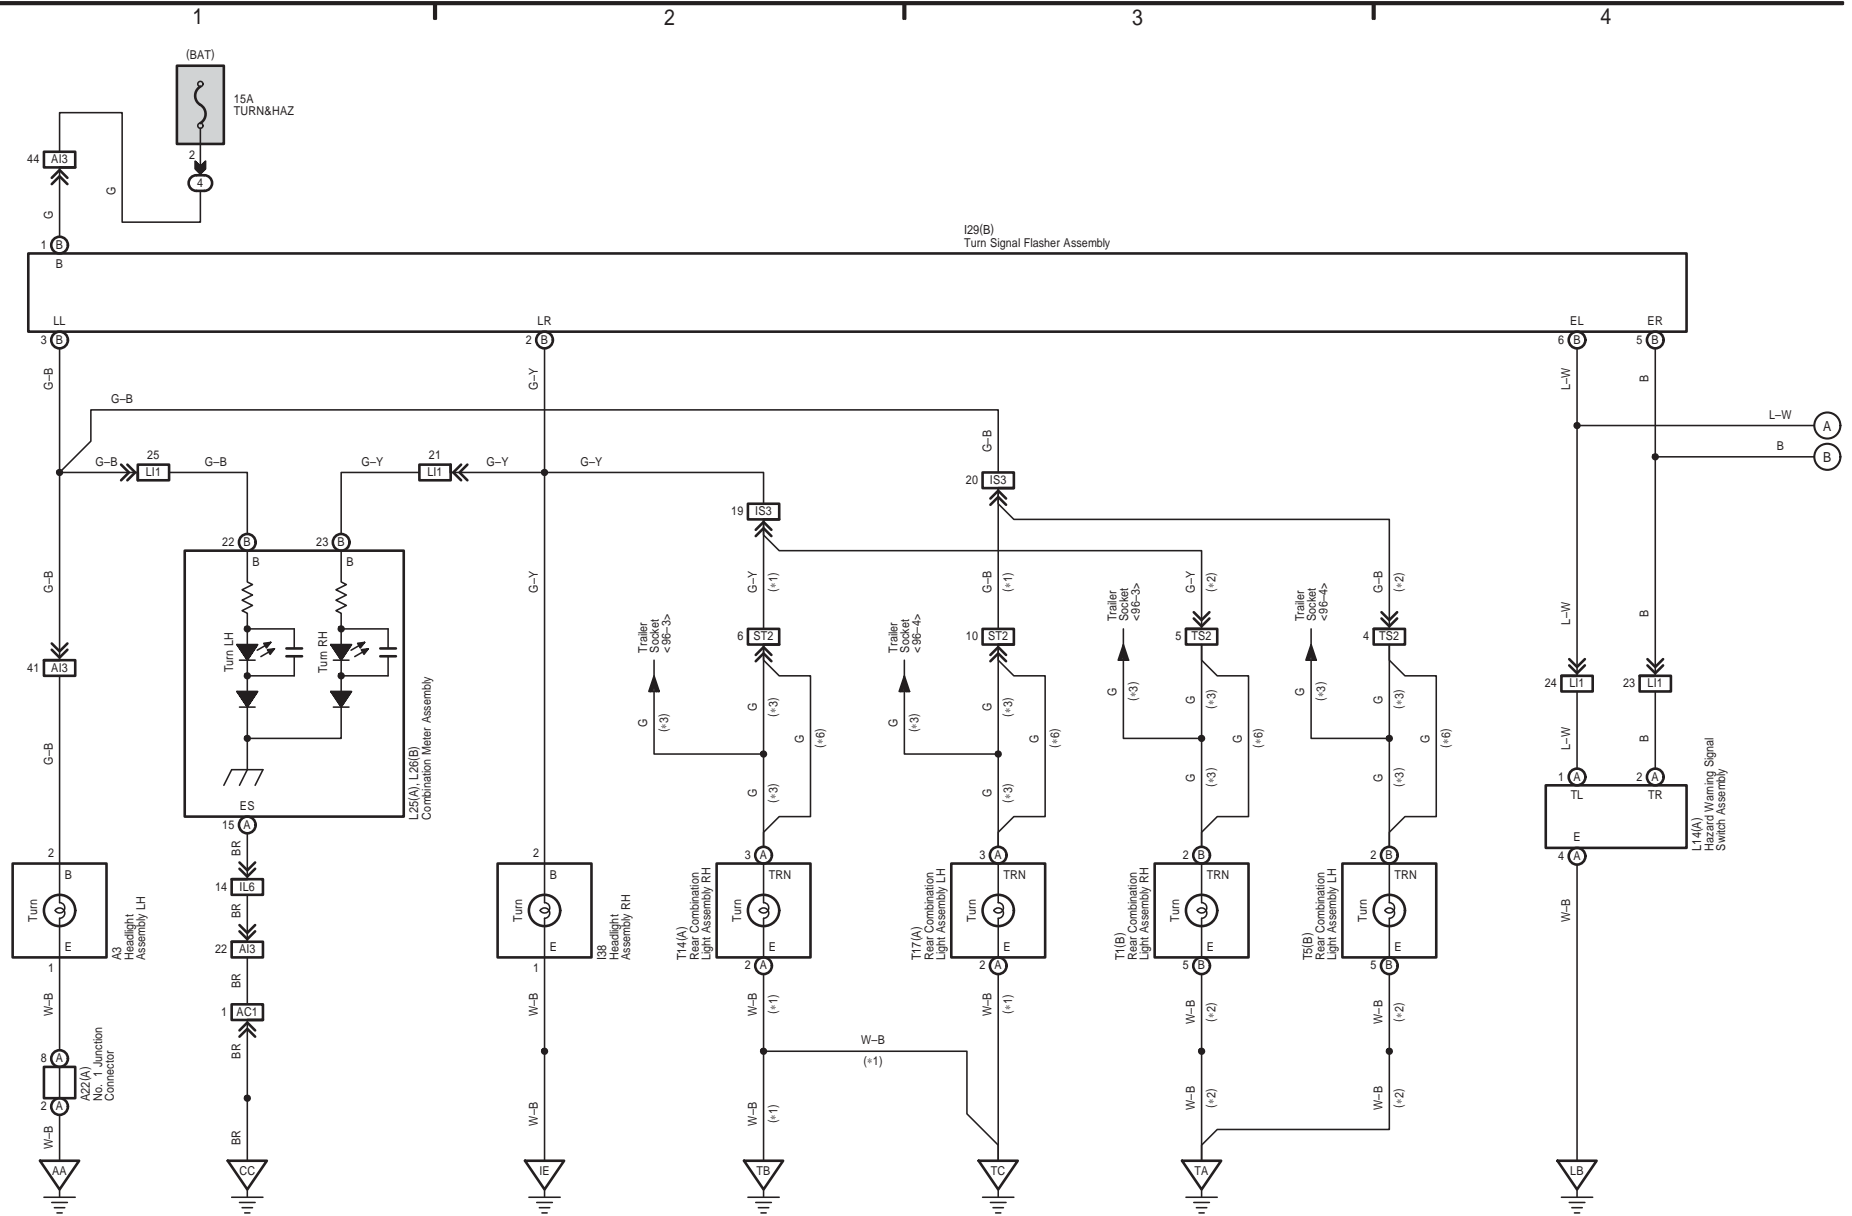 1
2
3
4
(BAT)
15A
TURN&HAZ
2
4
44 AI3
G
G
1 B
I29(B)
Turn Signal Flasher Assembly
B
LL
LR
EL
ER
3 B
2 B
6 B
5 B
G–B
G–Y
L–W
B
G–B
L–W
A
B
B
G–B
25
LI1
G–B
G–Y
21
LI1
G–Y
G–Y
G–B
20 IS3
19 IS3
22 B
23 B
B
B
G–B
G–Y
G–Y
(∗1)
G–B
(∗1)
G–Y
(∗2)
G–B
(∗2)
L–W
B
Turn LH
Turn RH
Trailer
Socket
<96–3>
Trailer
Socket
<96–4>
Trailer
Socket
<96–3>
Trailer
Socket
<96–4>
6 ST2
10 ST2
5 TS2
4 TS2
41 AI3
24 LI1
23 LI1
G
(∗3)
G
(∗3)
G
(∗6)
G
(∗3)
G
(∗3)
G
(∗6)
G
(∗3)
G
(∗3)
G
(∗6)
G
(∗3)
G
(∗3)
G
(∗6)
G–B
L–W
B
L25(A), L26(B)
Combination Meter Assembly
G
(∗3)
G
(∗3)
G
(∗3)
G
(∗3)
1 A
2 A
TL
TR
E
4 A
L14(A)
Hazard Warning Signal
Switch Assembly
ES
15 A
BR
14 IL6
BR
22 AI3
BR
1 AC1
BR
BR
2
B
Turn
E
1
A3
Headlight
Assembly LH
2
B
Turn
E
1
I38
Headlight
Assembly RH
3 A
TRN
Turn
E
2 A
T14(A)
Rear Combination
Light Assembly RH
3 A
TRN
Turn
E
2 A
T17(A)
Rear Combination
Light Assembly LH
2 B
TRN
Turn
E
5 B
T1(B)
Rear Combination
Light Assembly RH
2 B
TRN
Turn
E
5 B
T5(B)
Rear Combination
Light Assembly LH
W–B
W–B
W–B
W–B
(∗1)
W–B
(∗1)
W–B
(∗2)
W–B
(∗2)
W–B
8 A
A22(A)
No. 1 Junction
Connector
2 A
W–B
W–B
(∗1)
W–B
W–B
(∗1)
W–B
(∗2)
W–B
(∗2)
AA
CC
IE
TB
TC
TA
LB